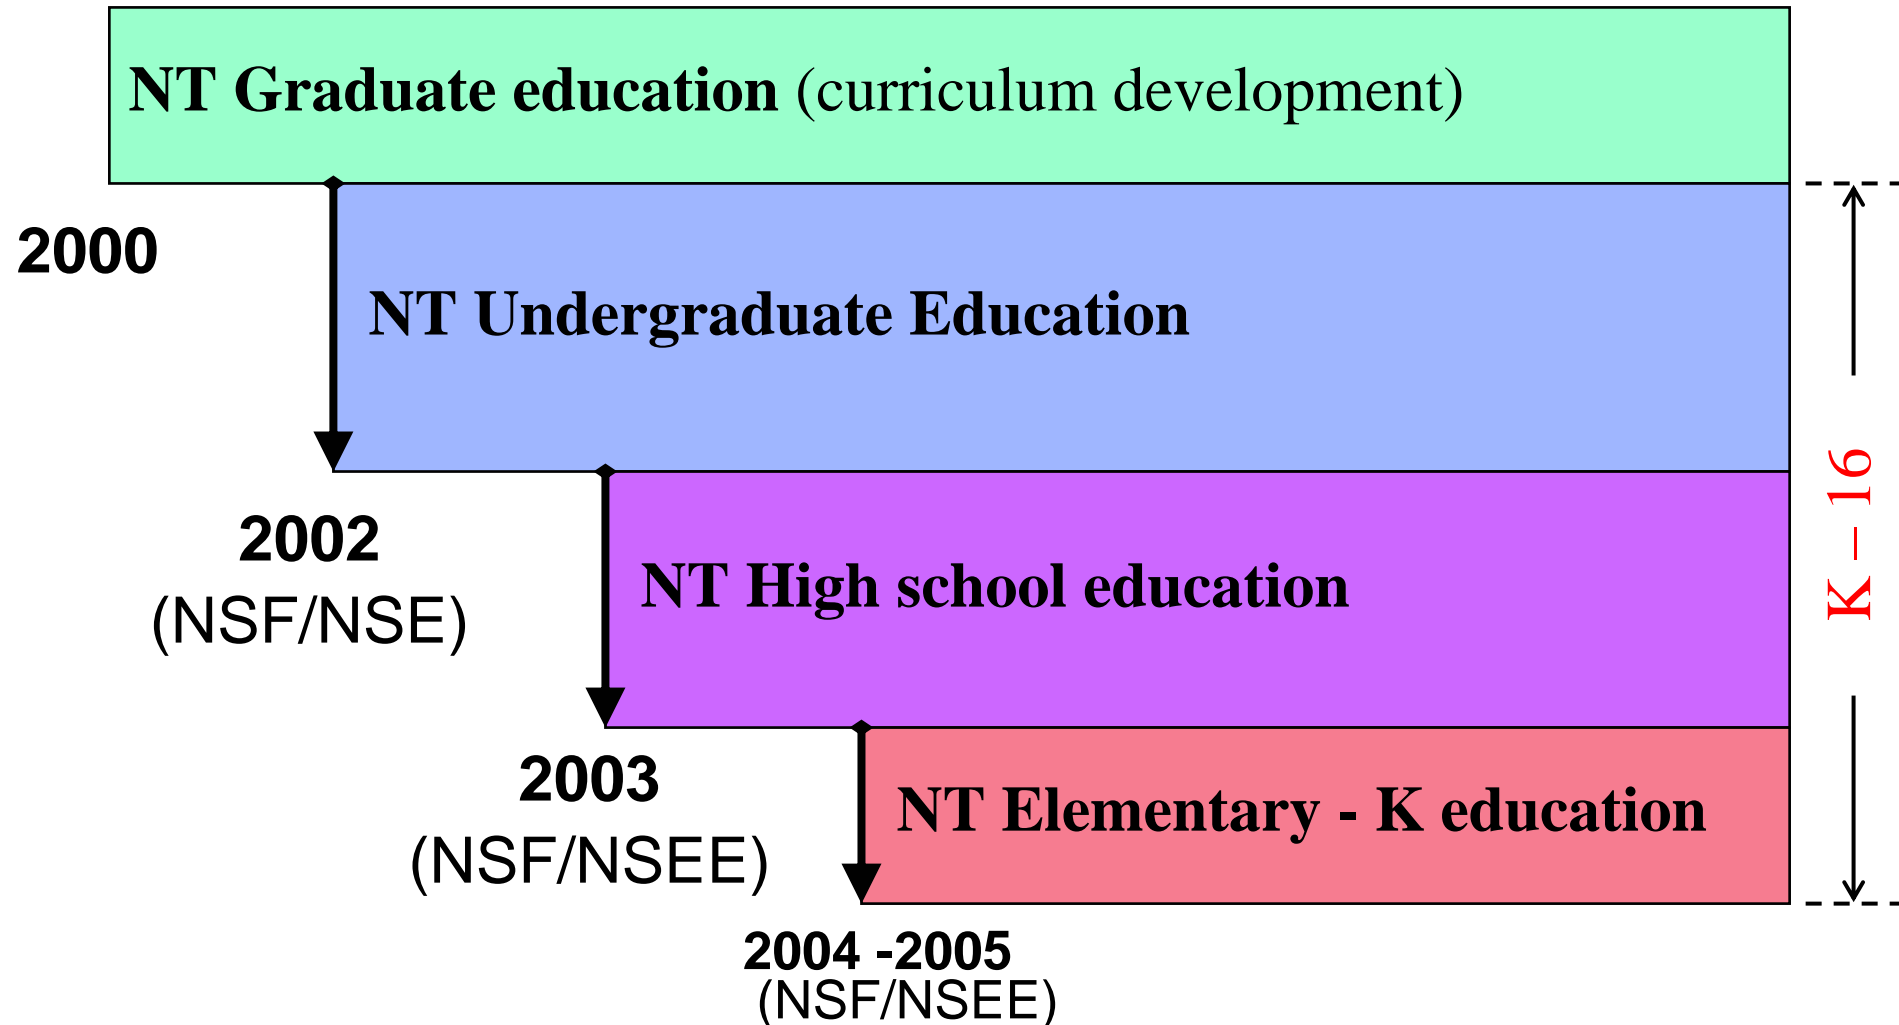 NT Graduate education (curriculum development)
2000
NT Undergraduate Education
2002
(NSF/NSE)
NT High school education
K – 16
2003
(NSF/NSEE)
NT Elementary - K education
2004 -2005
(NSF/NSEE)